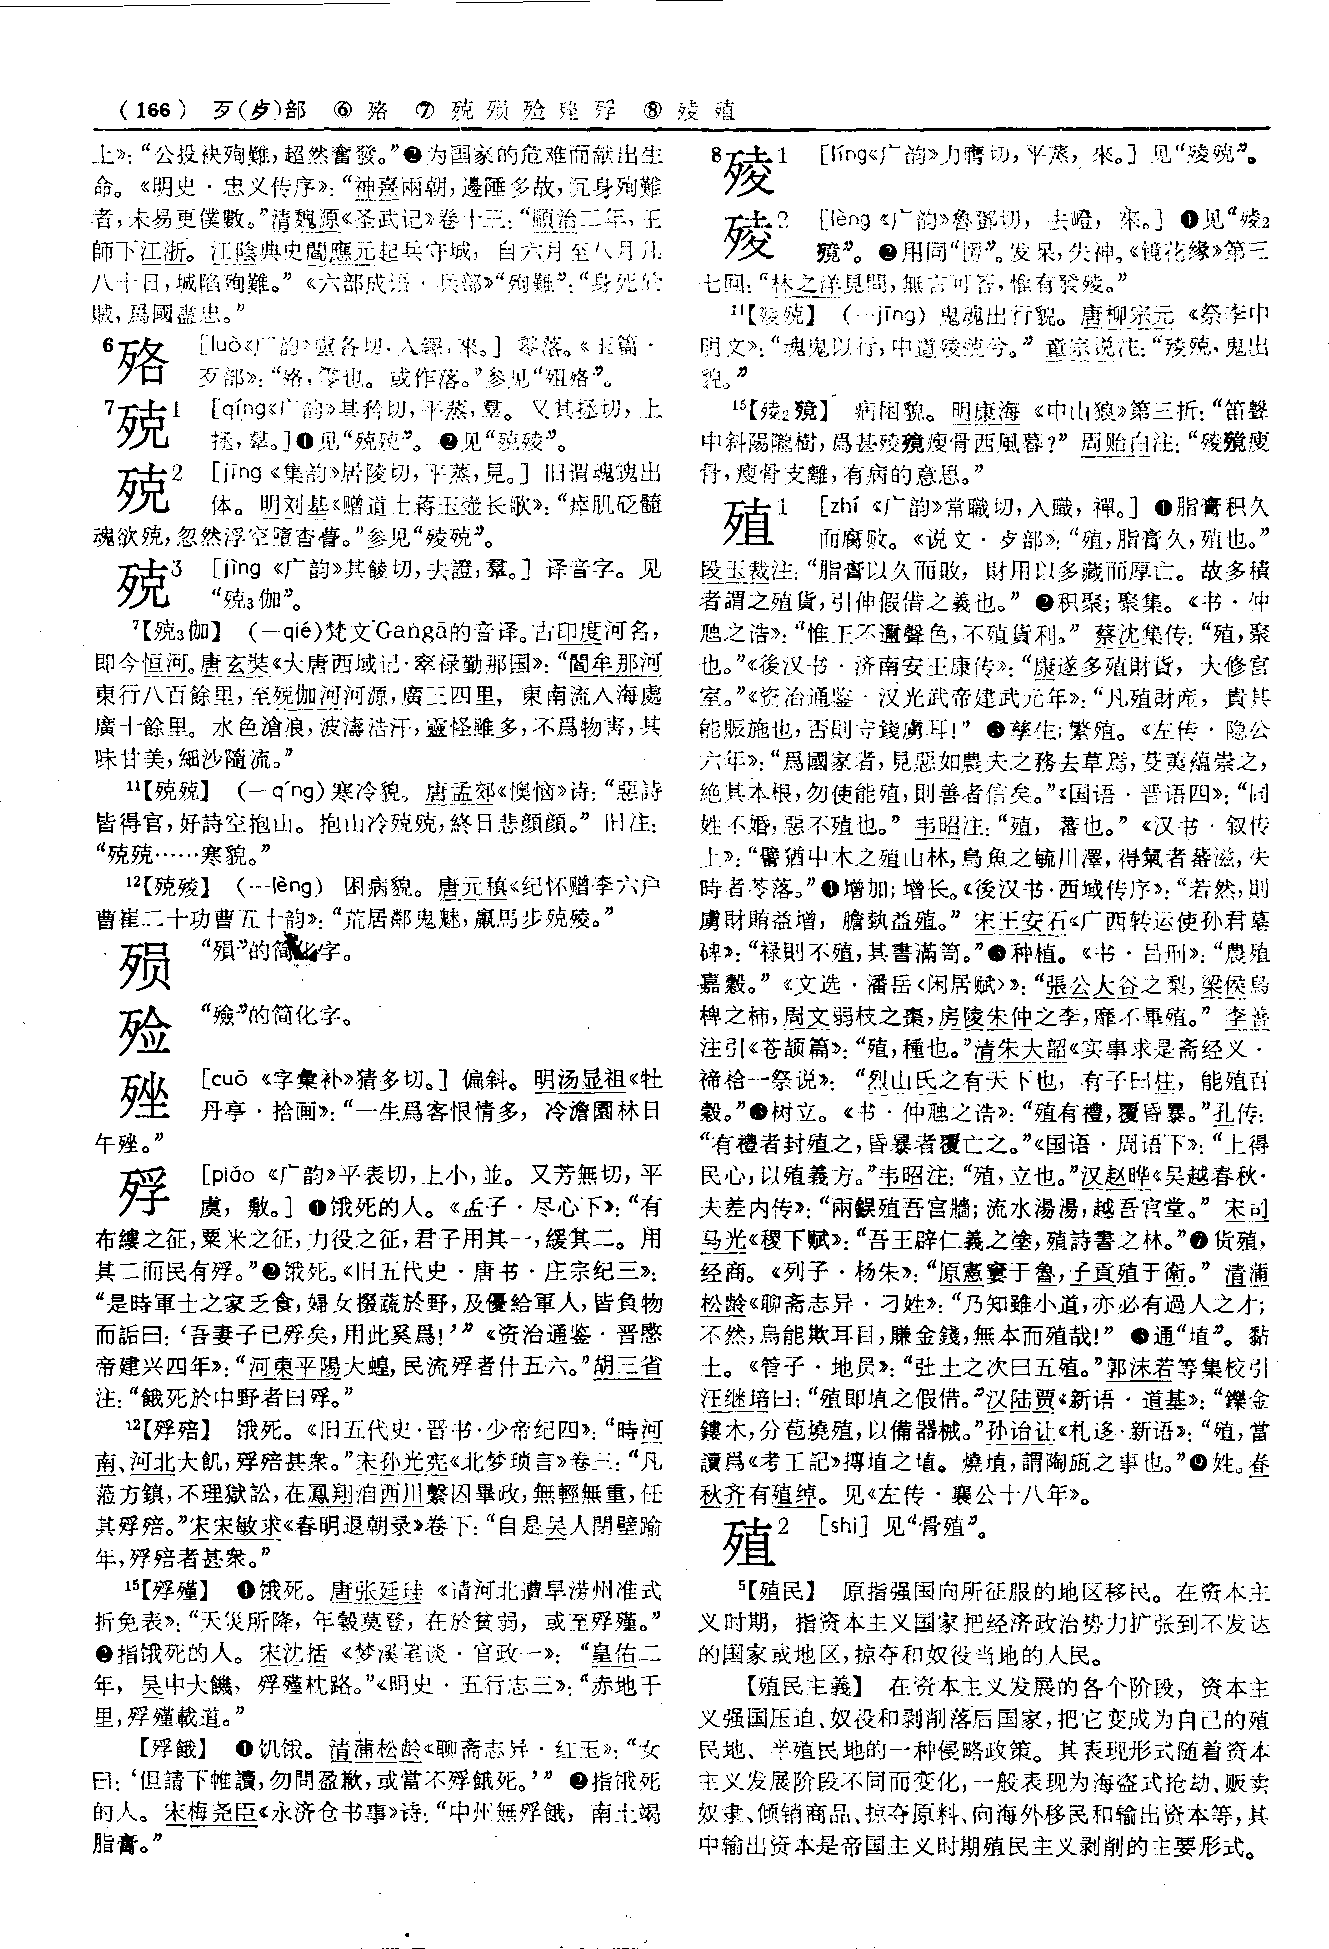 （166） 歹(歺)部 ⑥ 殆 ⑦ 殑 殒 殓 殌 殍 ⑧ 殑 殖
上》：“公投袂殉難，超然奮發。”❷为国家的危难而献出生
命。《明史·忠义传序》：“神熹兩朝，邊陲多故，沉身殉難
者，未易更僕數。”清魏源《圣武记》卷十三：“順治二年，王
師下江浙。江陰典史閻應元起兵守城，自六月至八月凡
八十日，城陷殉難。”《六部成语·兵部》“殉難”：“身死於
賊，爲國盡忠。”
6 𣨙 [luò《广韵》盧各切，入鐸，來。] 零落。《玉篇·
歹部》：“𣨙，零也。或作落。”参见“殂𣨙”。
7 殑1 [qíng《广韵》其矜切，平蒸，羣。又其拯切，上
拯，羣。]❶见“殑殑”。❷见“殑㱥”。
殑2 [jīng《集韵》居陵切，平蒸，見。] 旧谓魂魄出
体。明刘基《赠道士蒋玉壶长歌》：“瘁肌砭髓
魂欲殑，忽然浮空墮杳瞢。”参见“㱥殑”。
殑3 [jìng《广韵》其餕切，去證，羣。] 译音字。见
“殑3伽”。
7【殑3伽】 (—qié)梵文Gangā的音译。古印度河名，
即今恒河。唐玄奘《大唐西域记·窣禄勤那国》：“閻牟那河
東行八百餘里，至殑伽河河源，廣三四里，東南流入海處
廣十餘里。水色滄浪，波濤浩汗，靈怪雖多，不爲物害，其
味甘美，細沙隨流。”
11【殑殑】 (—qíng) 寒冷貌。唐孟郊《懊恼》诗：“惡詩
皆得官，好詩空抱山。抱山冷殑殑，終日悲顏顏。”旧注：
“殑殑……寒貌。”
12【殑㱥】 (—lèng) 困病貌。唐元稹《纪怀赠李六户
曹崔二十功曹五十韵》：“荒居鄰鬼魅，羸馬步殑㱥。”
殒 “殞”的简化字。
殓 “殮”的简化字。
𣨎 [cuō《字彙补》猜多切。] 偏斜。明汤显祖《牡
丹亭·拾画》：“一生爲客恨情多，冷澹園林日
午𣨎。”
殍 [piǎo《广韵》平表切，上小，並。又芳無切，平
虞，敷。] ❶饿死的人。《孟子·尽心下》：“有
布縷之征，粟米之征，力役之征，君子用其一，緩其二。用
其二而民有殍。”❷饿死。《旧五代史·唐书·庄宗纪三》：
“是時軍士之家乏食，婦女掇蔬於野，及優給軍人，皆負物
而詬曰：‘吾妻子已殍矣，用此奚爲！’”《资治通鉴·晋愍
帝建兴四年》：“河東平陽大蝗，民流殍者什五六。”胡三省
注：“餓死於中野者曰殍。”
12【殍殕】 饿死。《旧五代史·晋书·少帝纪四》：“時河
南、河北大飢，殍殕甚衆。”宋孙光宪《北梦琐言》卷三：“凡
蒞方鎮，不理獄訟，在鳳翔洎西川繫囚畢政，無輕無重，任
其殍殕。”宋宋敏求《春明退朝录》卷下：“自是吴人閉壁踰
年，殍殕者甚衆。”
15【殍殣】 ❶饿死。唐张廷珪《请河北遭旱涝州准式
折免表》：“天災所降，年穀莫登，在於貧弱，或至殍殣。”
❷指饿死的人。宋沈括《梦溪笔谈·官政一》：“皇佑二
年，吴中大饑，殍殣枕路。”《明史·五行志三》：“赤地千
里，殍殣載道。”
【殍餓】 ❶饥饿。清蒲松龄《聊斋志异·红玉》：“女
曰：‘但請下帷讀，勿問盈歉，或當不殍餓死。’” ❷指饿死
的人。宋梅尧臣《永济仓书事》诗：“中州無殍餓，南土竭
脂膏。”
8 㱥1 [líng《广韵》力膺切，平蒸，來。] 见“㱥殑”。
㱥2 [lèng《广韵》魯鄧切，去嶝，來。] ❶见“㱥2
𣩜”。❷用同“愣”。发呆，失神。《镜花缘》第三
七回：“林之洋見問，無言可答，惟有發㱥。”
11【㱥殑】 (—jīng) 鬼魂出行貌。唐柳宗元《祭李中
明文》：“魂鬼以行，中道㱥殑兮。”童宗说注：“㱥殑，鬼出
貌。”
15【㱥2𣩜】 病困貌。明康海《中山狼》第三折：“笛聲
中斜陽隴樹，爲甚㱥𣩜瘦骨西風暮？”周贻白注：“㱥𣩜瘦
骨，瘦骨支離，有病的意思。”
殖1 [zhí《广韵》常職切，入職，禪。] ❶脂膏积久
而腐败。《说文·歺部》：“殖，脂膏久，殖也。”
段玉裁注：“脂膏以久而敗，財用以多藏而厚亡。故多積
者謂之殖貨，引伸假借之義也。” ❷积聚；聚集。《书·仲
虺之诰》：“惟王不邇聲色，不殖貨利。”蔡沈集传：“殖，聚
也。”《後汉书·济南安王康传》：“康遂多殖財貨，大修宫
室。”《资治通鉴·汉光武帝建武元年》：“凡殖財産，貴其
能賑施也，否則守錢虜耳！” ❸孳生；繁殖。《左传·隐公
六年》：“爲國家者，見惡如農夫之務去草焉，芟夷蕴崇之，
絶其本根，勿使能殖，則善者信矣。”《国语·晋语四》：“同
姓不婚，惡不殖也。”韦昭注：“殖，蕃也。”《汉书·叙传
上》：“譬猶屮木之殖山林，鳥魚之毓川澤，得氣者蕃滋，失
時者苓落。”❹增加；增长。《後汉书·西域传序》：“若然，則
虜財賄益增，膽埶益殖。”宋王安石《广西转运使孙君墓
碑》：“禄則不殖，其書滿笥。”❺种植。《书·吕刑》：“農殖
嘉穀。”《文选·潘岳〈闲居赋〉》：“張公大谷之梨，梁侯烏
椑之柿，周文弱枝之棗，房陵朱仲之李，靡不畢殖。”李善
注引《苍颉篇》：“殖，種也。”清朱大韶《实事求是斋经义·
禘祫一祭说》：“烈山氏之有天下也，有子曰柱，能殖百
穀。”❻树立。《书·仲虺之诰》：“殖有禮，覆昏暴。”孔传：
“有禮者封殖之，昏暴者覆亡之。”《国语·周语下》：“上得
民心，以殖義方。”韦昭注：“殖，立也。”汉赵晔《吴越春秋·
夫差内传》：“兩鋘殖吾宫牆；流水湯湯，越吾宫堂。”宋司
马光《稷下赋》：“吾王辟仁義之塗，殖詩書之林。”❼货殖，
经商。《列子·杨朱》：“原憲窶于魯，子貢殖于衛。”清蒲
松龄《聊斋志异·刁姓》：“乃知雖小道，亦必有過人之才；
不然，烏能欺耳目，賺金錢，無本而殖哉！” ❽通“埴”。黏
土。《管子·地员》：“𡉄土之次曰五殖。”郭沫若等集校引
汪继培曰：“殖即埴之假借。”汉陆贾《新语·道基》：“鑠金
鏤木，分苞燒殖，以備器械。”孙诒让《札迻·新语》：“殖，當
讀爲《考工記》摶埴之埴。燒埴，謂陶瓬之事也。”❾姓。春
秋齐有殖绰。见《左传·襄公十八年》。
殖2 [shi] 见“骨殖”。
5【殖民】 原指强国向所征服的地区移民。在资本主
义时期，指资本主义国家把经济政治势力扩张到不发达
的国家或地区，掠夺和奴役当地的人民。
【殖民主義】 在资本主义发展的各个阶段，资本主
义强国压迫、奴役和剥削落后国家，把它变成为自己的殖
民地、半殖民地的一种侵略政策。其表现形式随着资本
主义发展阶段不同而变化，一般表现为海盗式抢劫、贩卖
奴隶、倾销商品、掠夺原料、向海外移民和输出资本等，其
中输出资本是帝国主义时期殖民主义剥削的主要形式。